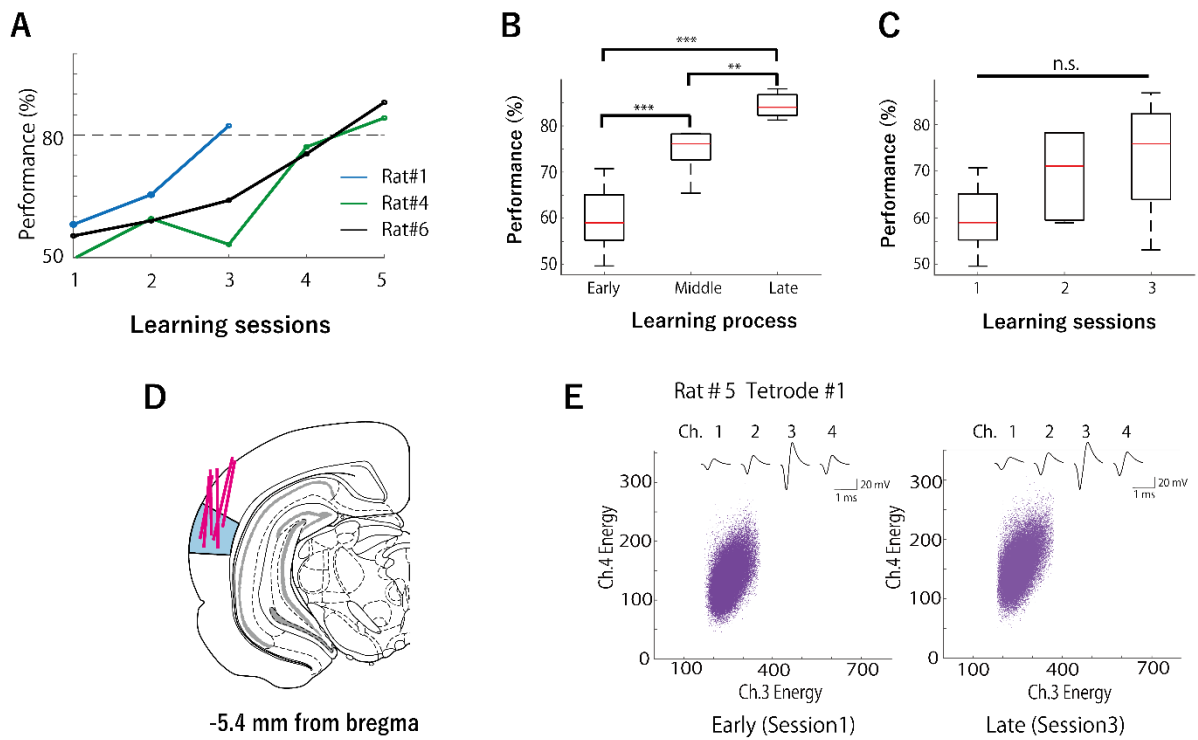 A
Performance (%)
80
50
1 2 3 4 5
Rat#1
Rat#4
Rat#6
Learning sessions
B
***
**
***
Performance (%)
80
70
60
50
Early Middle Late
Learning process
C
n.s.
Performance (%)
80
70
60
50
1 2 3
Learning sessions
D
-5.4 mm from bregma
E
Rat # 5 Tetrode #1
Ch. 1 2 3 4
20 mV
1 ms
Ch.4 Energy
300
200
100
0
100 400 700
Ch.3 Energy
Early (Session1)
Ch. 1 2 3 4
20 mV
1 ms
Ch.4 Energy
300
200
100
0
100 400 700
Ch.3 Energy
Late (Session3)